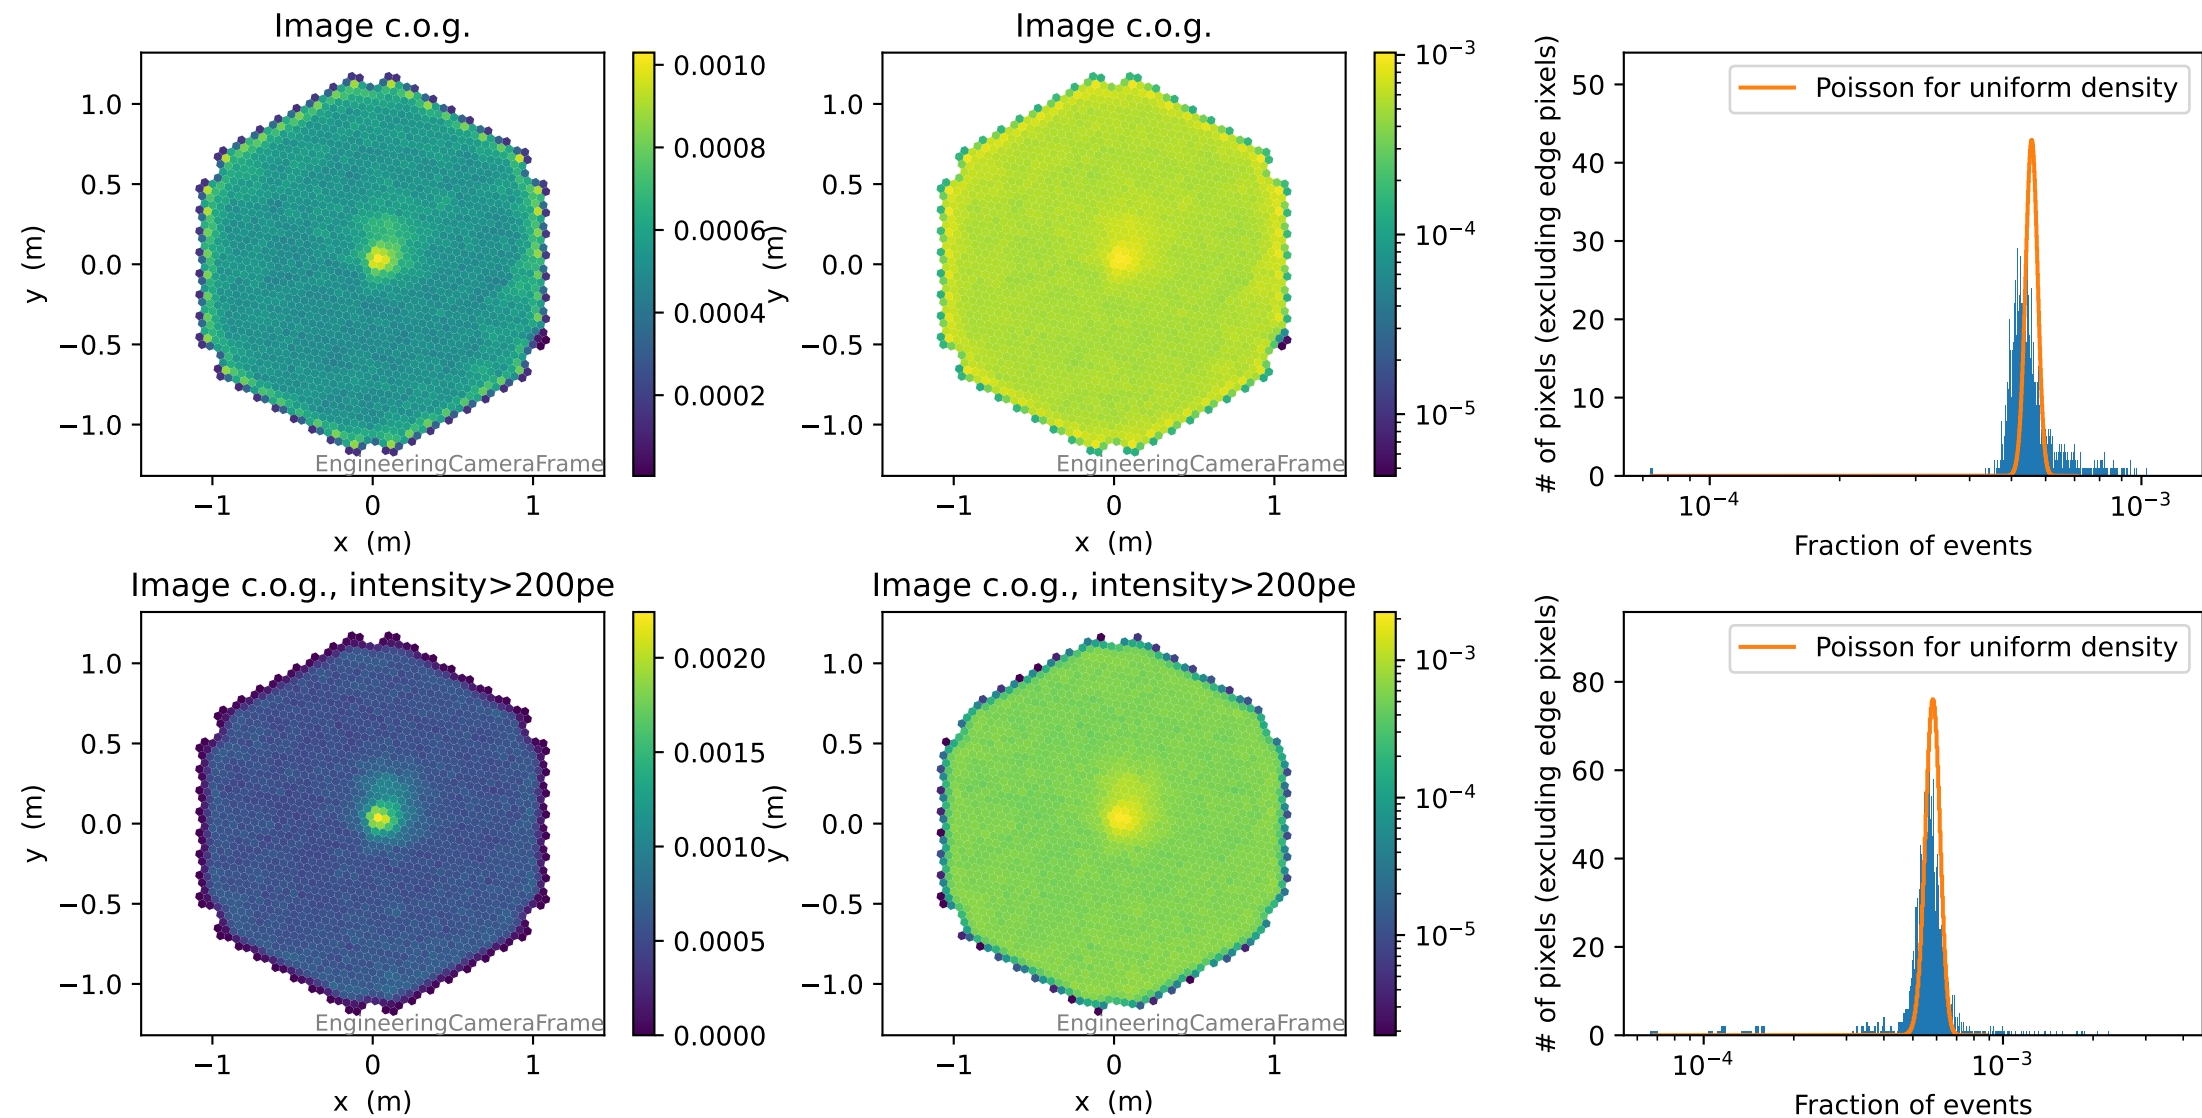 Image c.o.g.
1.0
0.5
0.0
−0.5
−1.0
y (m)
−1 0 1
x (m)
EngineeringCameraFrame
0.0010
0.0008
0.0006
0.0004
0.0002
Image c.o.g.
1.0
0.5
0.0
−0.5
−1.0
y (m)
−1 0 1
x (m)
EngineeringCameraFrame
10⁻³
10⁻⁴
10⁻⁵
Poisson for uniform density
50
40
30
20
10
0
# of pixels (excluding edge pixels)
10⁻⁴ 10⁻³
Fraction of events
Image c.o.g., intensity>200pe
1.0
0.5
0.0
−0.5
−1.0
y (m)
−1 0 1
x (m)
EngineeringCameraFrame
0.0020
0.0015
0.0010
0.0005
0.0000
Image c.o.g., intensity>200pe
1.0
0.5
0.0
−0.5
−1.0
y (m)
−1 0 1
x (m)
EngineeringCameraFrame
10⁻³
10⁻⁴
10⁻⁵
Poisson for uniform density
80
60
40
20
0
# of pixels (excluding edge pixels)
10⁻⁴ 10⁻³
Fraction of events